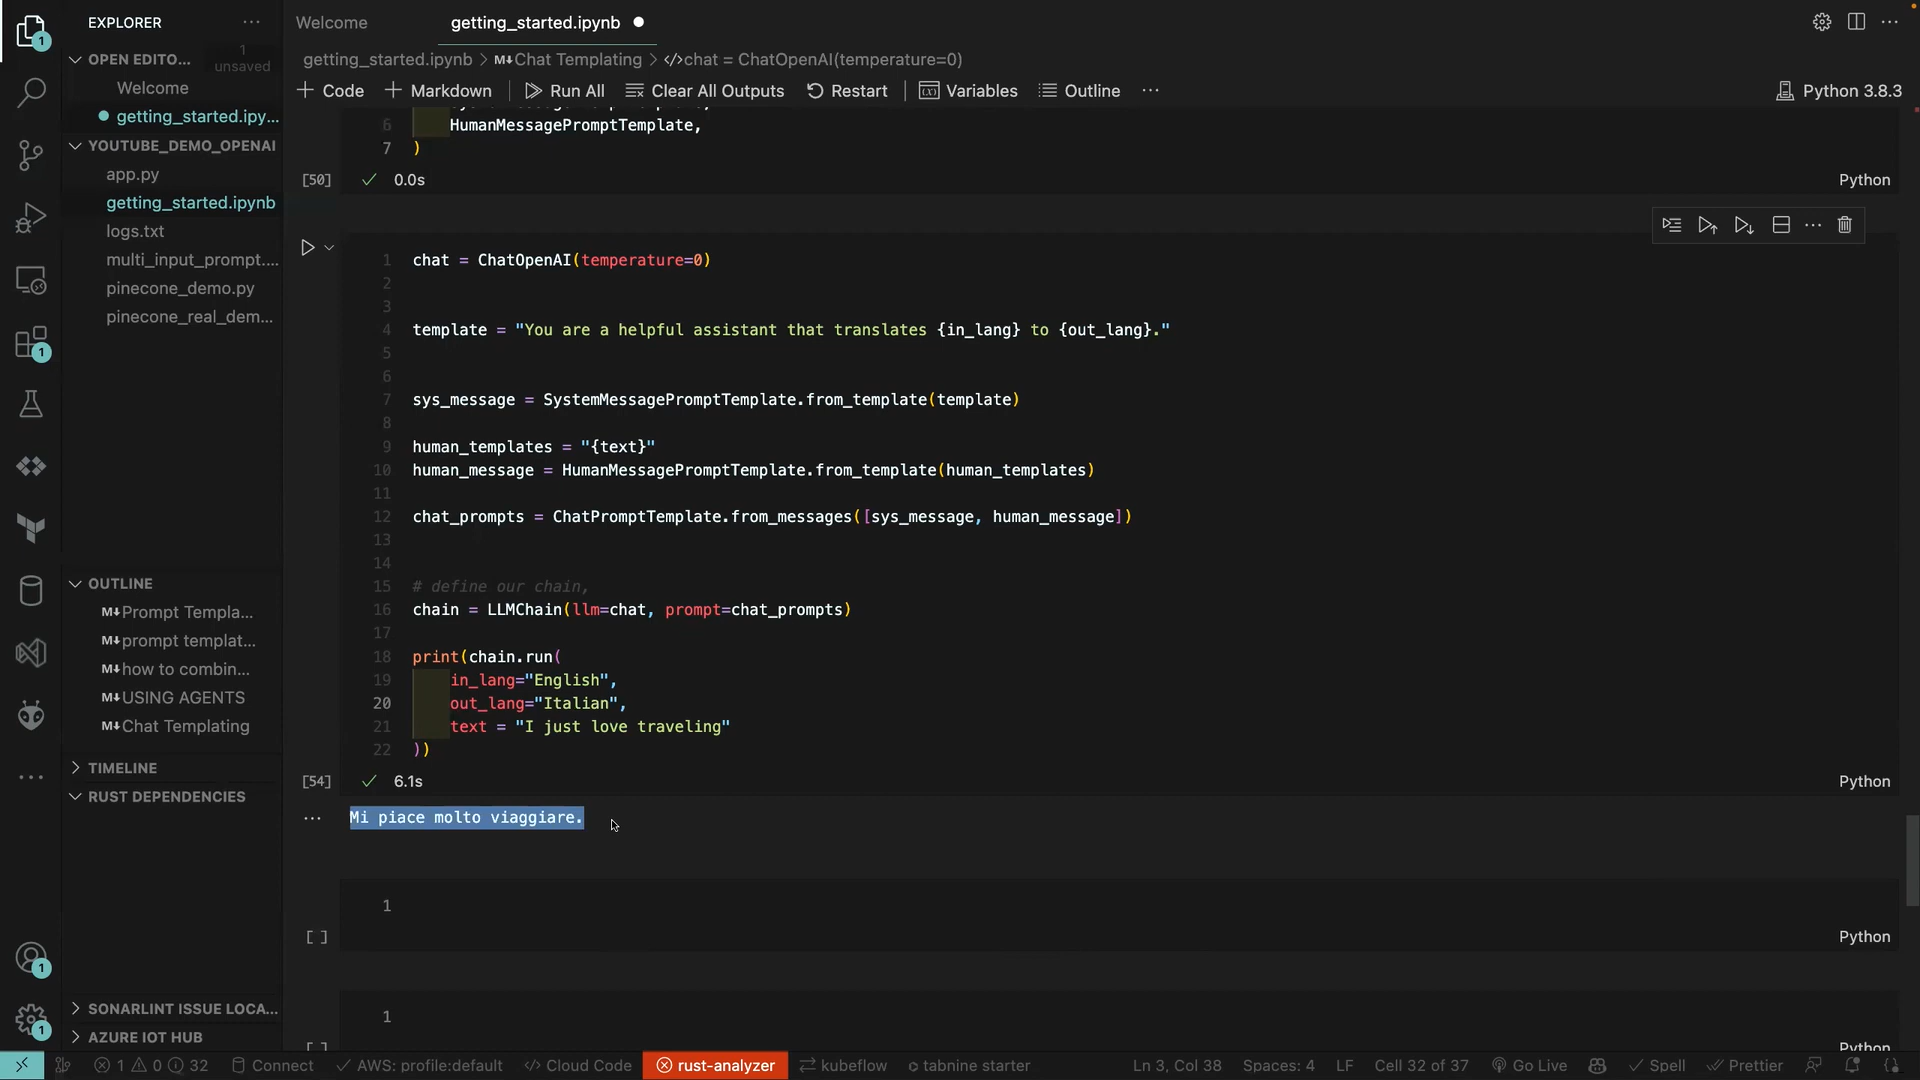 EXPLORER
OPEN EDITO...
1
unsaved
Welcome
getting_started.ipy...
YOUTUBE_DEMO_OPENAI
app.py
getting_started.ipynb
logs.txt
multi_input_prompt....
pinecone_demo.py
pinecone_real_dem...
OUTLINE
Prompt Templa...
prompt templat...
how to combin...
USING AGENTS
Chat Templating
TIMELINE
RUST DEPENDENCIES
SONARLINT ISSUE LOCA...
AZURE IOT HUB
1
1
1
1
Welcome
getting_started.ipynb
getting_started.ipynb > M↓Chat Templating > </>chat = ChatOpenAI(temperature=0)
+ Code + Markdown Run All Clear All Outputs Restart Variables Outline ... Python 3.8.3
6 HumanMessagePromptTemplate,
7 )
[50] ✓ 0.0s Python
1 chat = ChatOpenAI(temperature=0)
2
3
4 template = "You are a helpful assistant that translates {in_lang} to {out_lang}."
5
6
7 sys_message = SystemMessagePromptTemplate.from_template(template)
8
9 human_templates = "{text}"
10 human_message = HumanMessagePromptTemplate.from_template(human_templates)
11
12 chat_prompts = ChatPromptTemplate.from_messages([sys_message, human_message])
13
14
15 # define our chain,
16 chain = LLMChain(llm=chat, prompt=chat_prompts)
17
18 print(chain.run(
19 in_lang="English",
20 out_lang="Italian",
21 text = "I just love traveling"
22 ))
[54] ✓ 6.1s Python
Mi piace molto viaggiare.
1
[ ] Python
1
[ ] Python
1 0 32 Connect ✓ AWS: profile:default </> Cloud Code rust-analyzer kubeflow tabnine starter Ln 3, Col 38 Spaces: 4 LF Cell 32 of 37 Go Live ✓ Spell Prettier